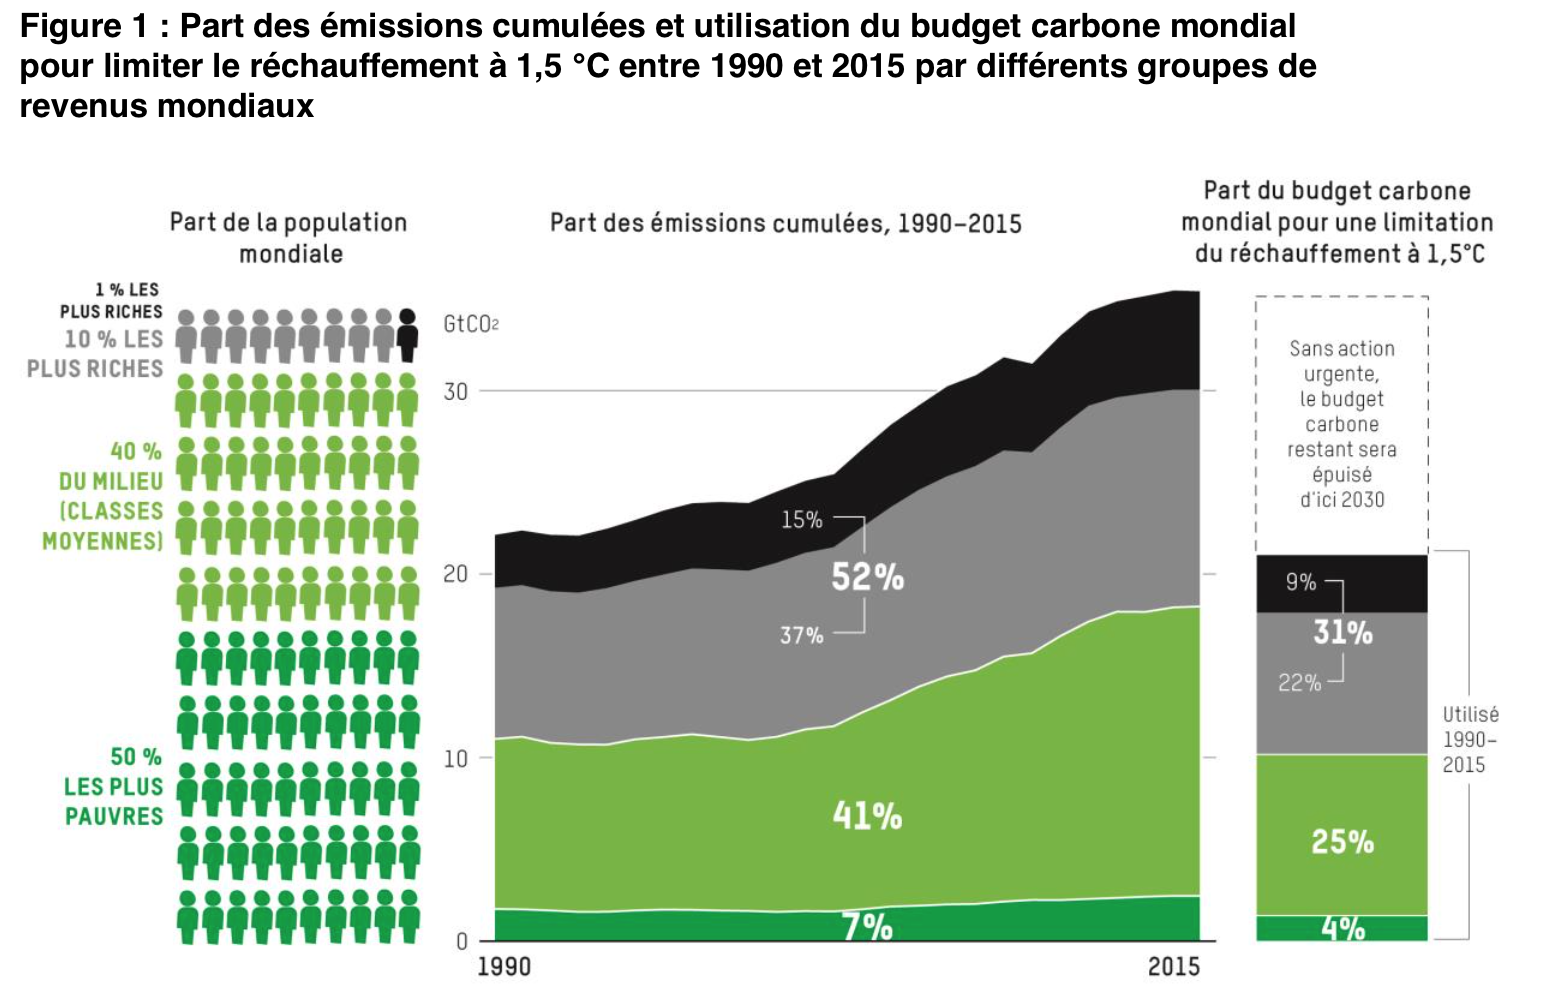 Figure 1 : Part des émissions cumulées et utilisation du budget carbone mondial
pour limiter le réchauffement à 1,5 °C entre 1990 et 2015 par différents groupes de
revenus mondiaux
Part de la population
mondiale
1 % LES
PLUS RICHES
10 % LES
PLUS RICHES
40 %
DU MILIEU
(CLASSES
MOYENNES)
50 %
LES PLUS
PAUVRES
Part des émissions cumulées, 1990–2015
GtCO2
30
20
10
0
15%
52%
37%
41%
7%
1990
2015
Part du budget carbone
mondial pour une limitation
du réchauffement à 1,5°C
Sans action
urgente,
le budget
carbone
restant sera
épuisé
d'ici 2030
9%
31%
22%
25%
4%
Utilisé
1990–
2015